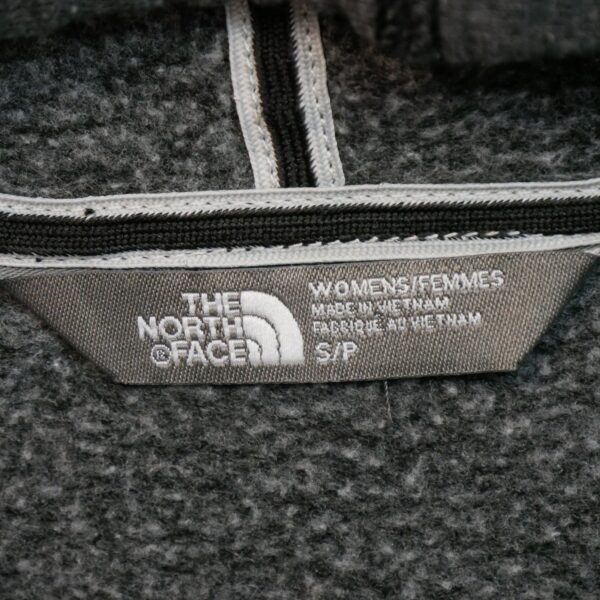 THE
NORTH
®FACE
WOMENS/FEMMES
MADE IN VIETNAM
FABRIQUE AU VIETNAM
S/P